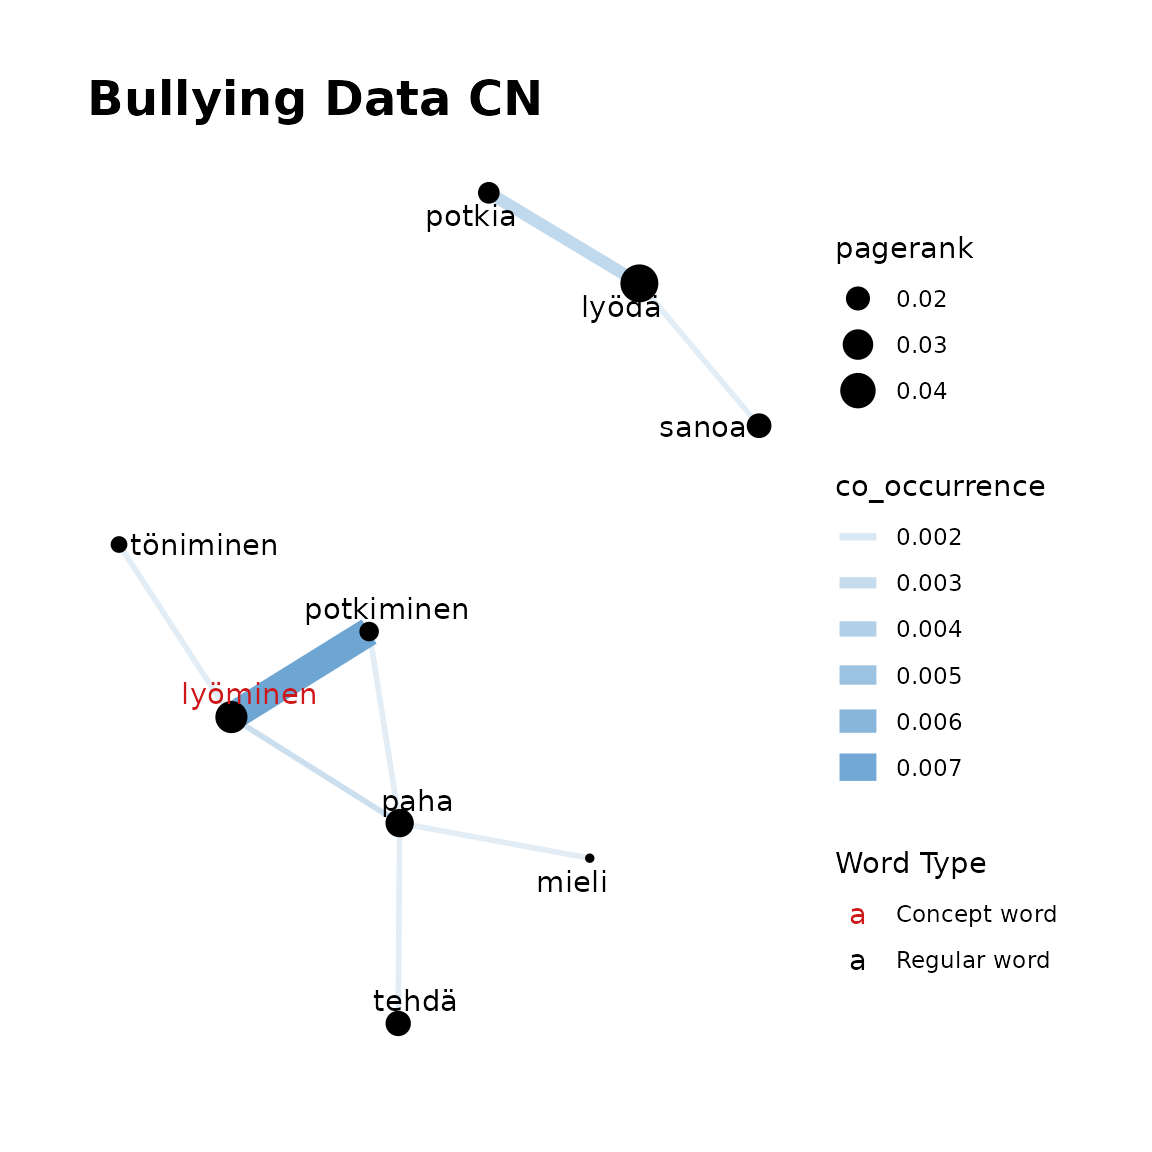 Bullying Data CN
potkia
lyödä
sanoa
töniminen
potkiminen
lyöminen
paha
mieli
tehdä
pagerank
0.02
0.03
0.04
co_occurrence
0.002
0.003
0.004
0.005
0.006
0.007
Word Type
a Concept word
a Regular word